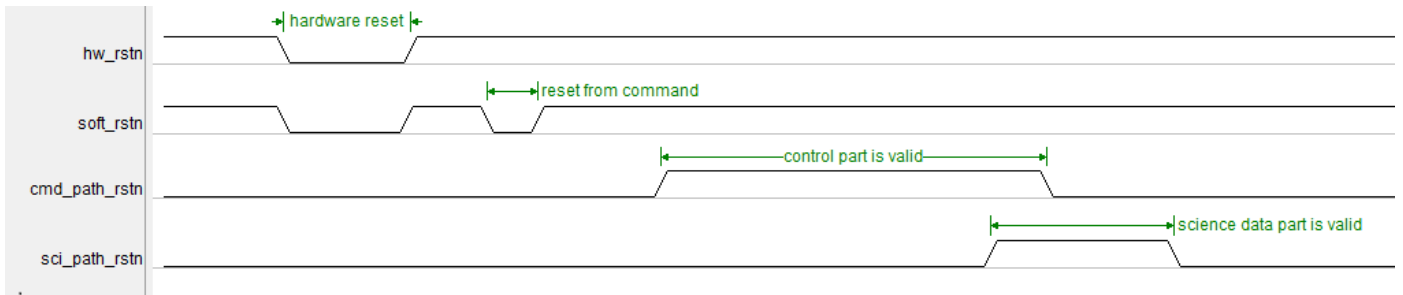 hardware reset
hw_rstn
reset from command
soft_rstn
control part is valid
cmd_path_rstn
science data part is valid
sci_path_rstn